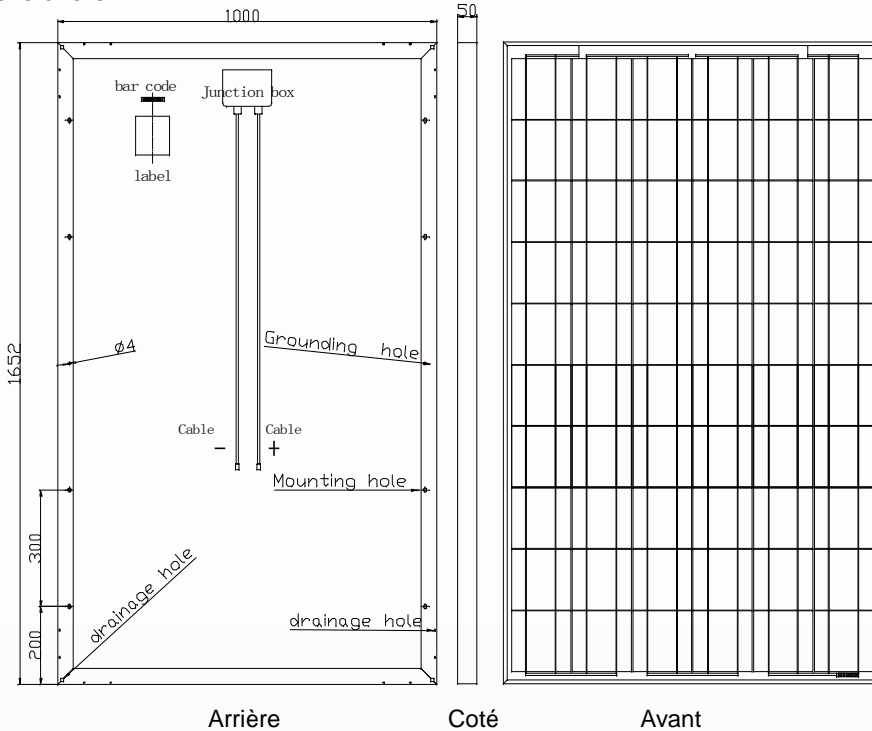 1000
50
bar code
Junction box
label
1652
ø4
Grounding hole
Cable
Cable
−
+
Mounting hole
300
drainage hole
drainage hole
200
Arrière
Coté
Avant